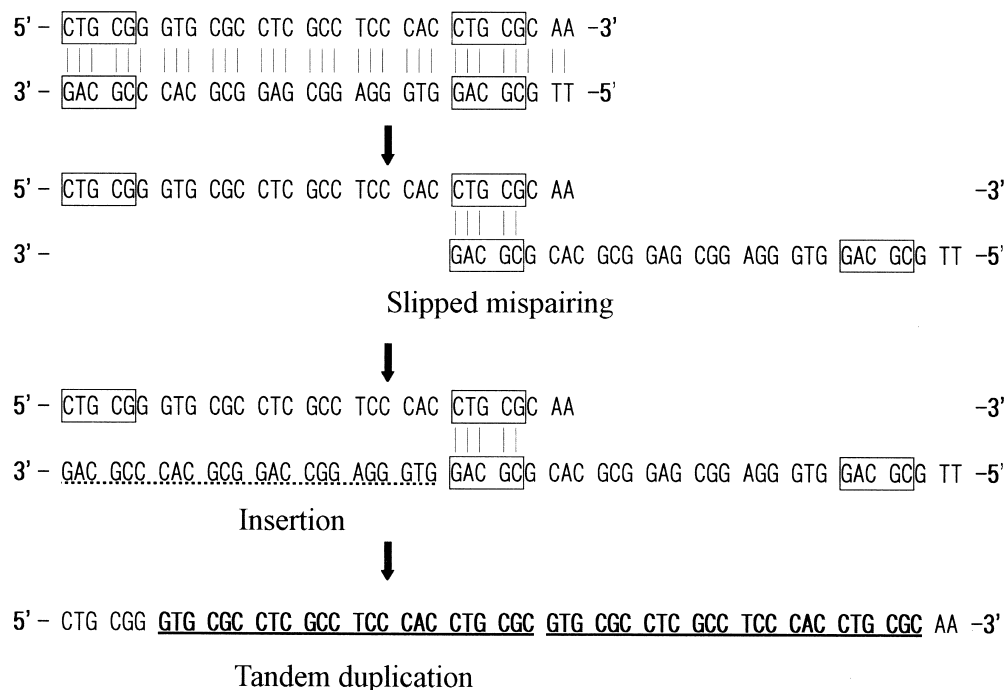 5' - CTG CGG GTG CGC CTC GCC TCC CAC CTG CGC AA -3'
3' - GAC GCC CAC GCG GAG CGG AGG GTG GAC GCG TT -5'
5' - CTG CGG GTG CGC CTC GCC TCC CAC CTG CGC AA -3'
3' - GAC GCG CAC GCG GAG CGG AGG GTG GAC GCG TT -5'
Slipped mispairing
5' - CTG CGG GTG CGC CTC GCC TCC CAC CTG CGC AA -3'
3' - GAC GCC CAC GCG GAC CGG AGG GTG GAC GCG CAC GCG GAG CGG AGG GTG GAC GCG TT -5'
Insertion
5' - CTG CGG GTG CGC CTC GCC TCC CAC CTG CGC GTG CGC CTC GCC TCC CAC CTG CGC AA -3'
Tandem duplication